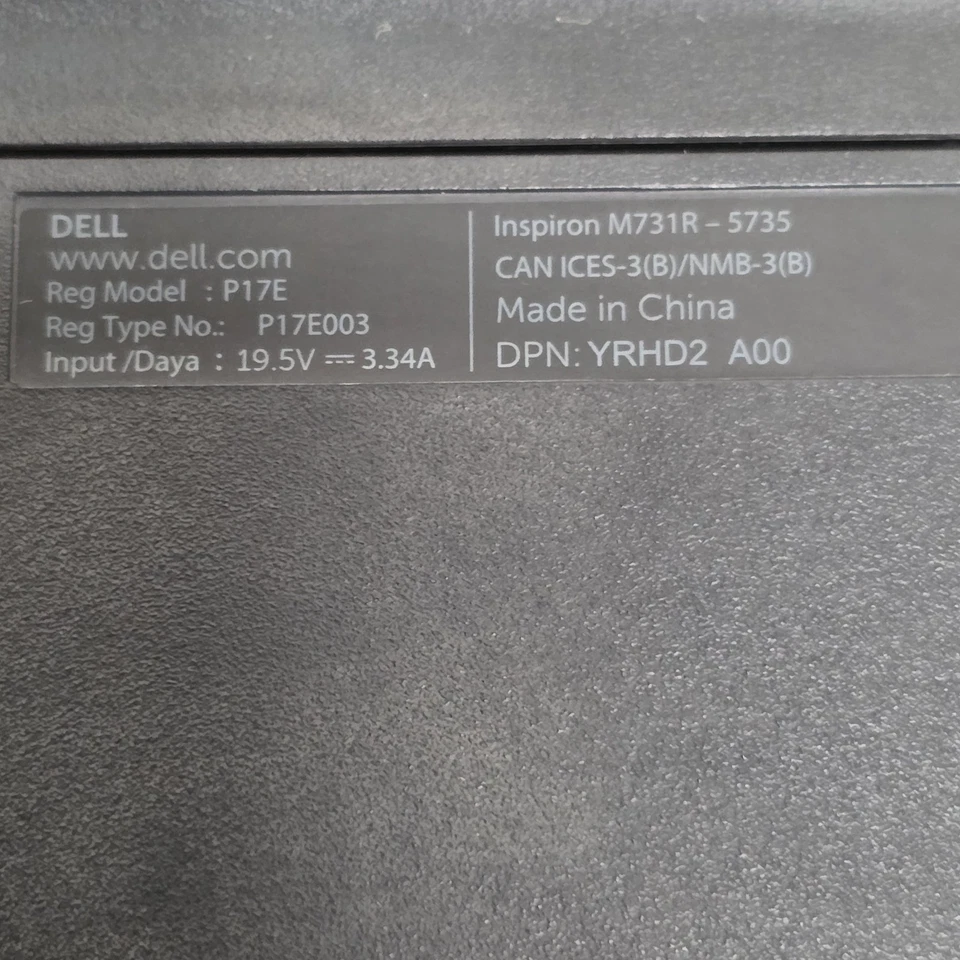 DELL
www.dell.com
Reg Model : P17E
Reg Type No.: P17E003
Input /Daya : 19.5V ⎓ 3.34A
Inspiron M731R – 5735
CAN ICES-3(B)/NMB-3(B)
Made in China
DPN: YRHD2 A00